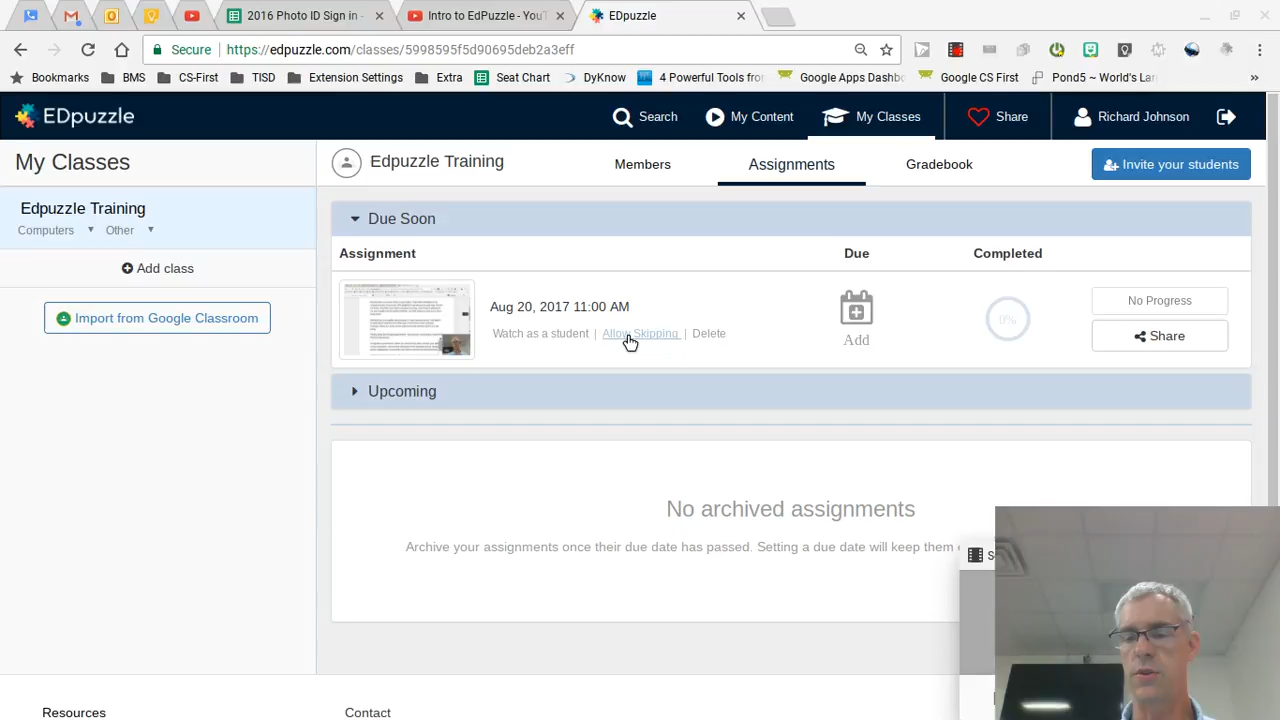 2016 Photo ID Sign in -
Intro to EdPuzzle - YouT
EDpuzzle
Secure
https://edpuzzle.com/classes/5998595f5d90695deb2a3eff
Bookmarks
BMS
CS-First
TISD
Extension Settings
Extra
Seat Chart
DyKnow
4 Powerful Tools from
Google Apps Dashbo
Google CS First
Pond5 ~ World's Lar
»
EDpuzzle
Search
My Content
My Classes
Share
Richard Johnson
My Classes
Edpuzzle Training
Members
Assignments
Gradebook
Invite your students
Edpuzzle Training
Computers
Other
Add class
Import from Google Classroom
Due Soon
Assignment
Due
Completed
Aug 20, 2017 11:00 AM
Watch as a student | Allow Skipping | Delete
Add
0%
No Progress
Share
Upcoming
No archived assignments
Archive your assignments once their due date has passed. Setting a due date will keep them
Resources
Contact